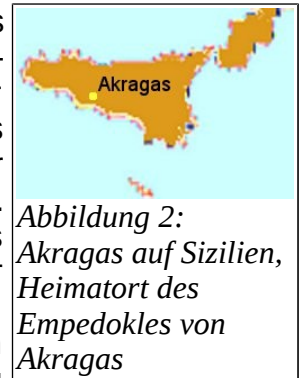 Akragas
Abbildung 2:
Akragas auf Sizilien,
Heimatort des
Empedokles von
Akragas